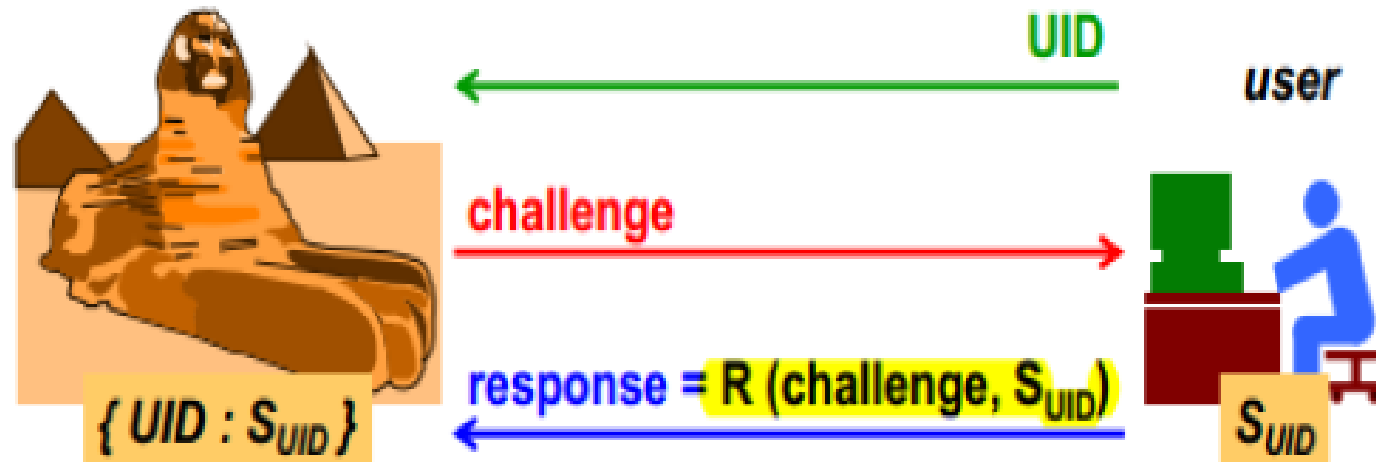 UID
user
challenge
response = R (challenge, S_UID)
{ UID : S_UID }
S_UID